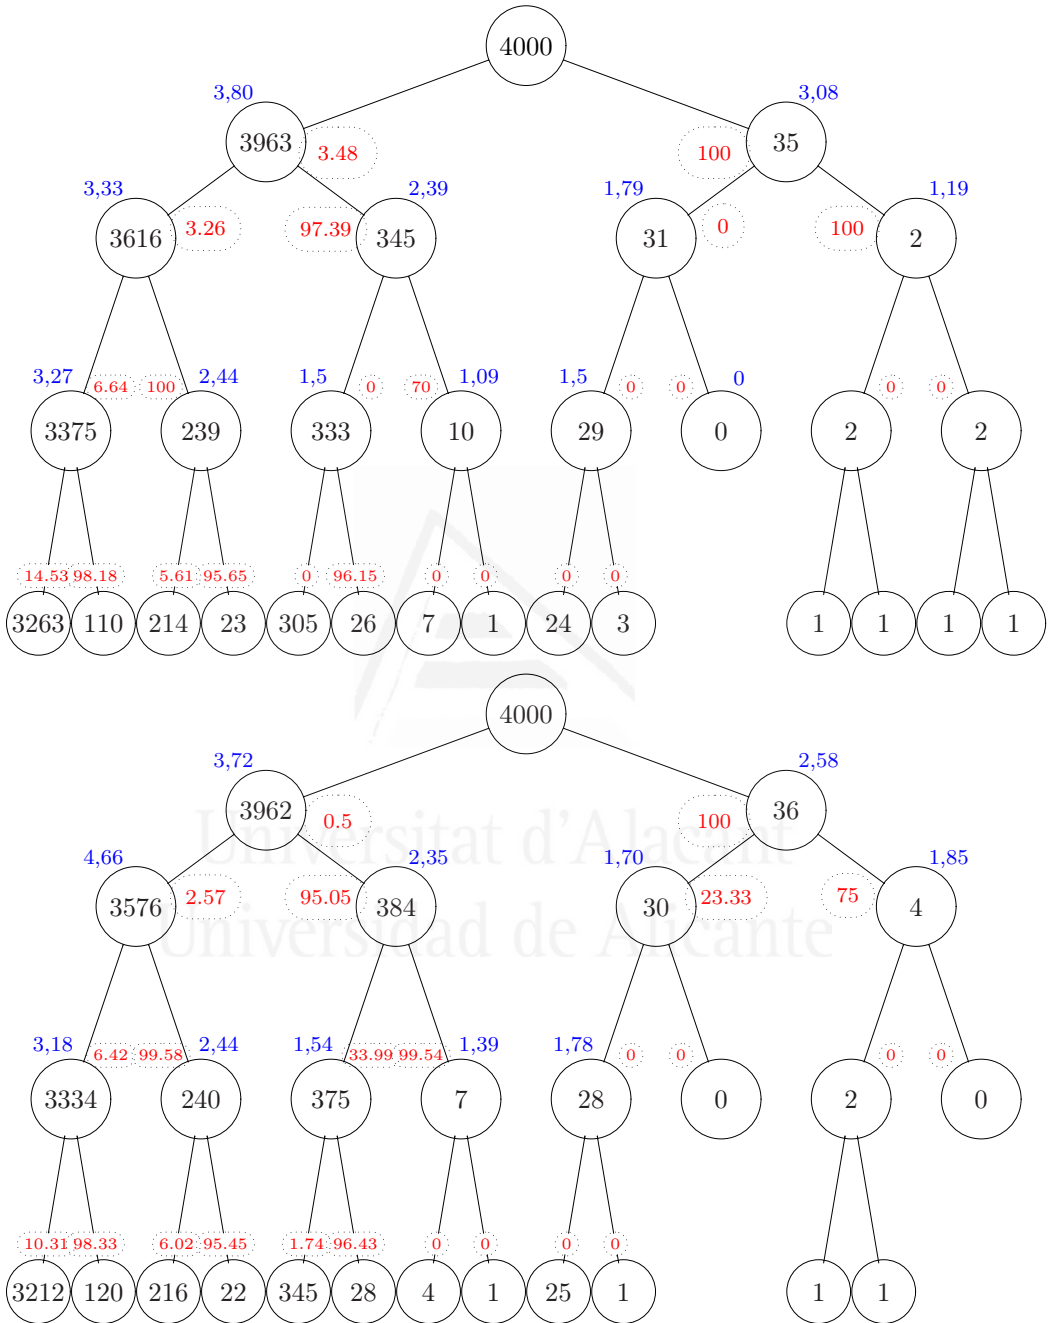 4000
3,80 3,08
3963 3.48 100 35
3,33 2,39 1,79 1,19
3616 3.26 97.39 345 31 0 100 2
3,27 6.64 100 2,44 1,5 0 70 1,09 1,5 0 0 0 0 0
3375 239 333 10 29 0 2 2
14.53 98.18 5.61 95.65 0 96.15 0 0 0 0
3263 110 214 23 305 26 7 1 24 3 1 1 1 1
4000
3,72 2,58
3962 0.5 100 36
Universitat d'Alacant
4,66 2,35 1,70 1,85
3576 2.57 95.05 384 30 23.33 75 4
Universidad de Alicante
3,18 6.42 99.58 2,44 1,54 33.99 99.54 1,39 1,78 0 0 0 0
3334 240 375 7 28 0 2 0
10.31 98.33 6.02 95.45 1.74 96.43 0 0 0 0
3212 120 216 22 345 28 4 1 25 1 1 1